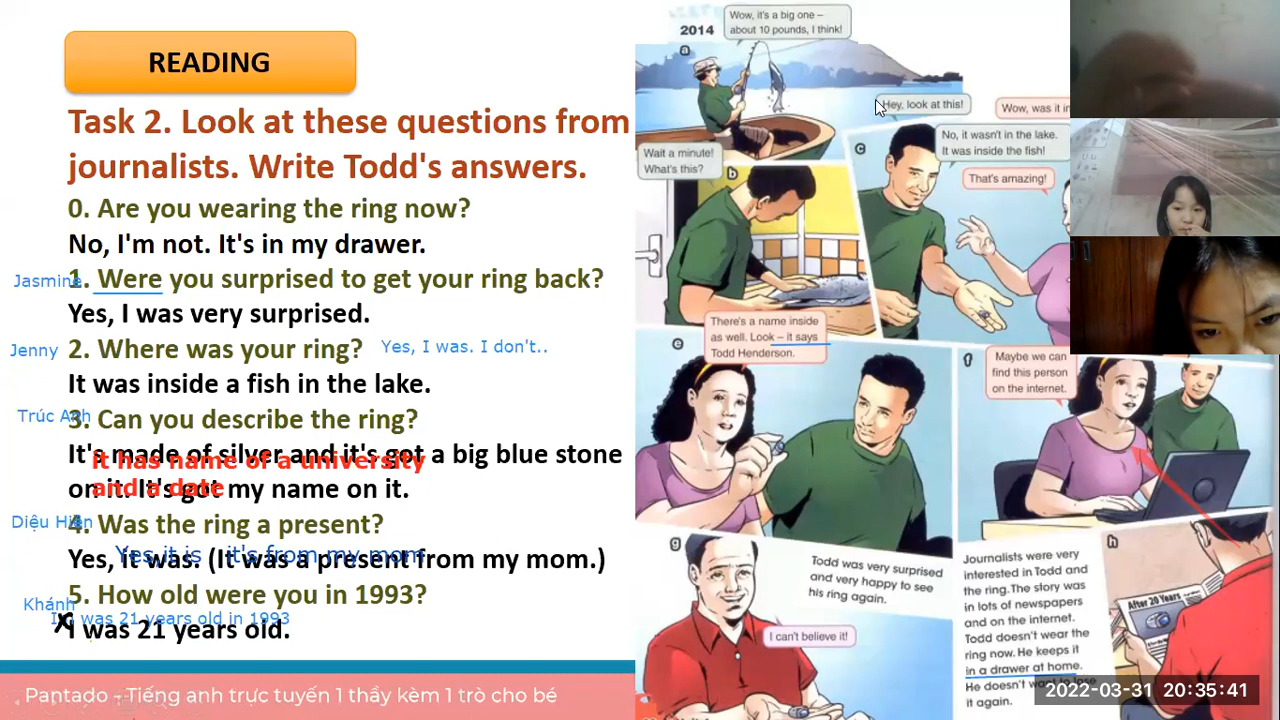 READING
Task 2. Look at these questions from
journalists. Write Todd's answers.
0. Are you wearing the ring now?
No, I'm not. It's in my drawer.
Jasmine
1. Were you surprised to get your ring back?
Yes, I was very surprised.
Jenny
2. Where was your ring?
Yes, I was. I don't..
It was inside a fish in the lake.
Trúc Anh
3. Can you describe the ring?
It's made of silver and it's got a big blue stone
on it. It's got my name on it.
it has name of a university
and a date
Diệu Hiền
4. Was the ring a present?
Yes, it was. (It was a present from my mom.)
Yes,it is it's from my mom
5. How old were you in 1993?
Khánh
was 21 years old in 1993
I was 21 years old.
Pantado – Tiếng anh trực tuyến 1 thầy kèm 1 trò cho bé
2014
a
Wow, it's a big one –
about 10 pounds, I think!
Wait a minute!
What's this?
b
Hey, look at this!
Wow, was it in
c
No, it wasn't in the lake.
It was inside the fish!
That's amazing!
e
There's a name inside
as well. Look – it says
Todd Henderson.
f
Maybe we can
find this person
on the internet.
g
Todd was very surprised
and very happy to see
his ring again.
I can't believe it!
h
Journalists were very
interested in Todd and
the ring. The story was
in lots of newspapers
and on the internet.
Todd doesn't wear the
ring now. He keeps it
in a drawer at home.
He doesn't want to lose
it again.
After 20 Years
2022-03-31 20:35:41